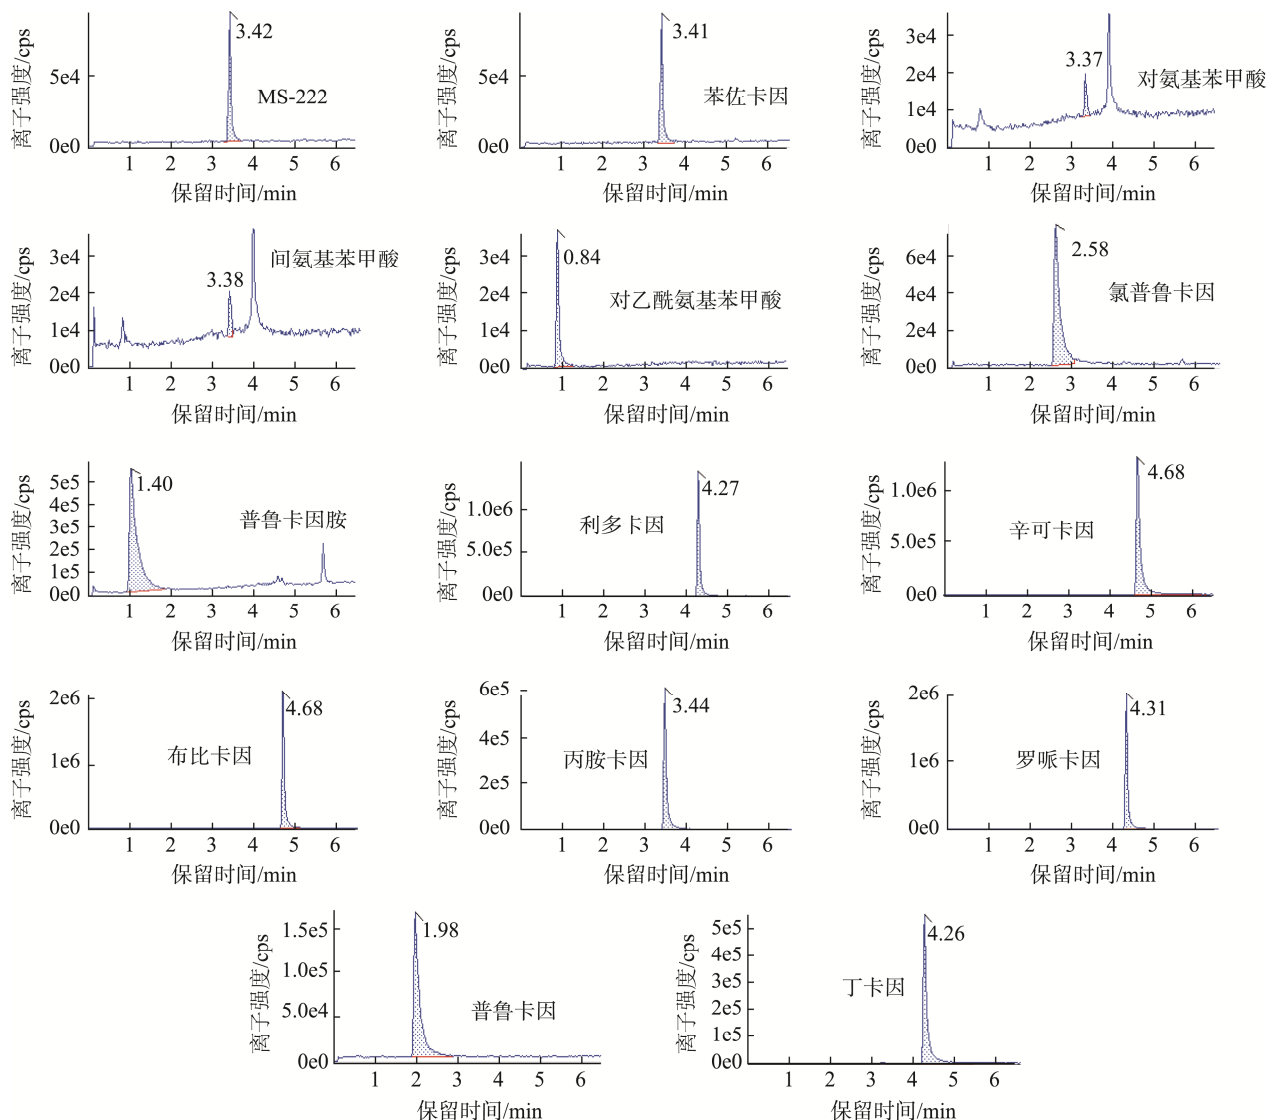 离子强度/cps
5e4
0e0
3.42
MS-222
1 2 3 4 5 6
保留时间/min
离子强度/cps
5e4
0e0
3.41
苯佐卡因
1 2 3 4 5 6
保留时间/min
离子强度/cps
3e4
2e4
1e4
0e0
3.37
对氨基苯甲酸
1 2 3 4 5 6
保留时间/min
离子强度/cps
3e4
2e4
1e4
0e0
间氨基苯甲酸
3.38
1 2 3 4 5 6
保留时间/min
离子强度/cps
3e4
2e4
1e4
0e0
0.84
对乙酰氨基苯甲酸
1 2 3 4 5 6
保留时间/min
离子强度/cps
6e4
4e4
2e4
0e0
2.58
氯普鲁卡因
1 2 3 4 5 6
保留时间/min
离子强度/cps
5e5
4e5
3e5
2e5
1e5
0e0
1.40
普鲁卡因胺
1 2 3 4 5 6
保留时间/min
离子强度/cps
1.0e6
5.0e5
0e0
4.27
利多卡因
1 2 3 4 5 6
保留时间/min
离子强度/cps
1.0e6
5.0e5
0e0
4.68
辛可卡因
1 2 3 4 5 6
保留时间/min
离子强度/cps
2e6
1e6
0e0
4.68
布比卡因
1 2 3 4 5 6
保留时间/min
离子强度/cps
6e5
4e5
2e5
0e0
3.44
丙胺卡因
1 2 3 4 5 6
保留时间/min
离子强度/cps
2e6
1e6
0e0
4.31
罗哌卡因
1 2 3 4 5 6
保留时间/min
离子强度/cps
1.5e5
1.0e5
5.0e4
0e0
1.98
普鲁卡因
1 2 3 4 5 6
保留时间/min
离子强度/cps
5e5
4e5
3e5
2e5
1e5
0e0
4.26
丁卡因
1 2 3 4 5 6
保留时间/min